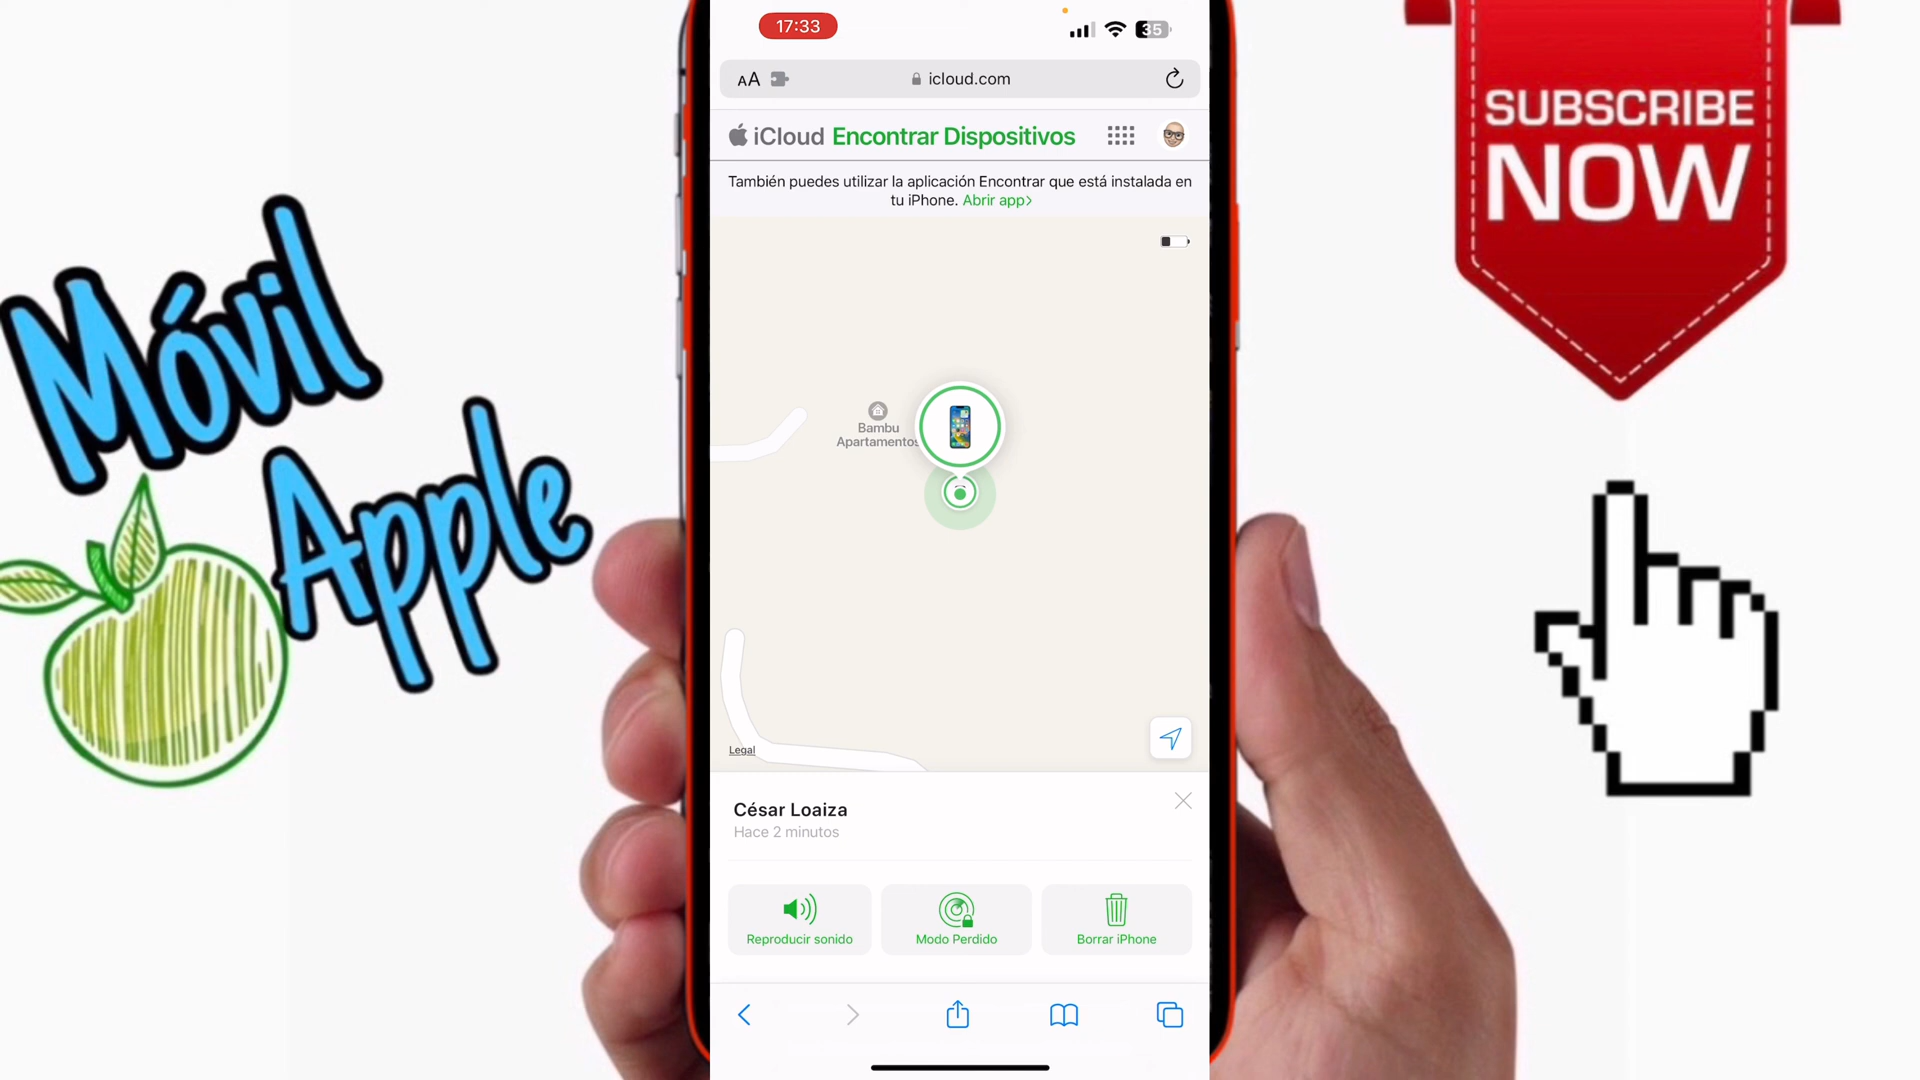 17:33
35
AA
icloud.com
iCloud Encontrar Dispositivos
También puedes utilizar la aplicación Encontrar que está instalada en
tu iPhone. Abrir app>
Bambu
Apartamentos
Legal
César Loaiza
Hace 2 minutos
Reproducir sonido
Modo Perdido
Borrar iPhone
Móvil
Apple
SUBSCRIBE
NOW